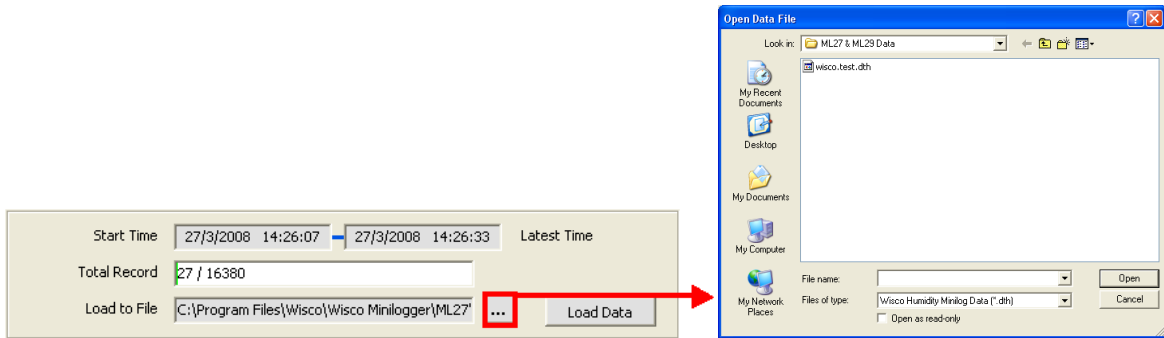 Start Time 27/3/2008 14:26:07 27/3/2008 14:26:33 Latest Time
Total Record 27 / 16380
Load to File C:\Program Files\Wisco\Wisco Minilogger\ML27' ... Load Data
Open Data File
Look in: ML27 & ML29 Data
wisco.test.dth
My Recent
Documents
Desktop
My Documents
My Computer
My Network
Places
File name: Open
Files of type: Wisco Humidity Minilog Data (*.dth) Cancel
Open as read-only